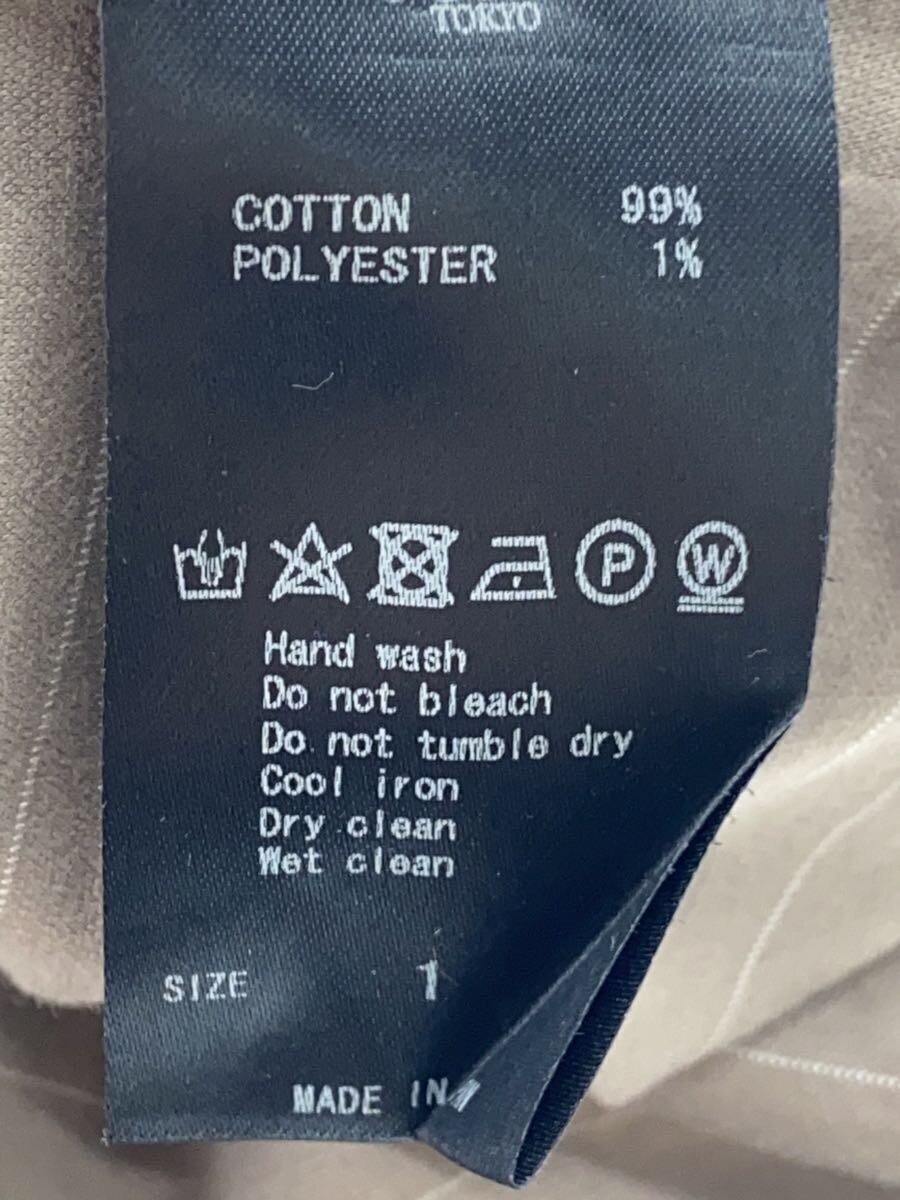 TOKYO
COTTON 99%
POLYESTER 1%
P W
Hand wash
Do not bleach
Do not tumble dry
Cool iron
Dry clean
Wet clean
SIZE 1
MADE IN